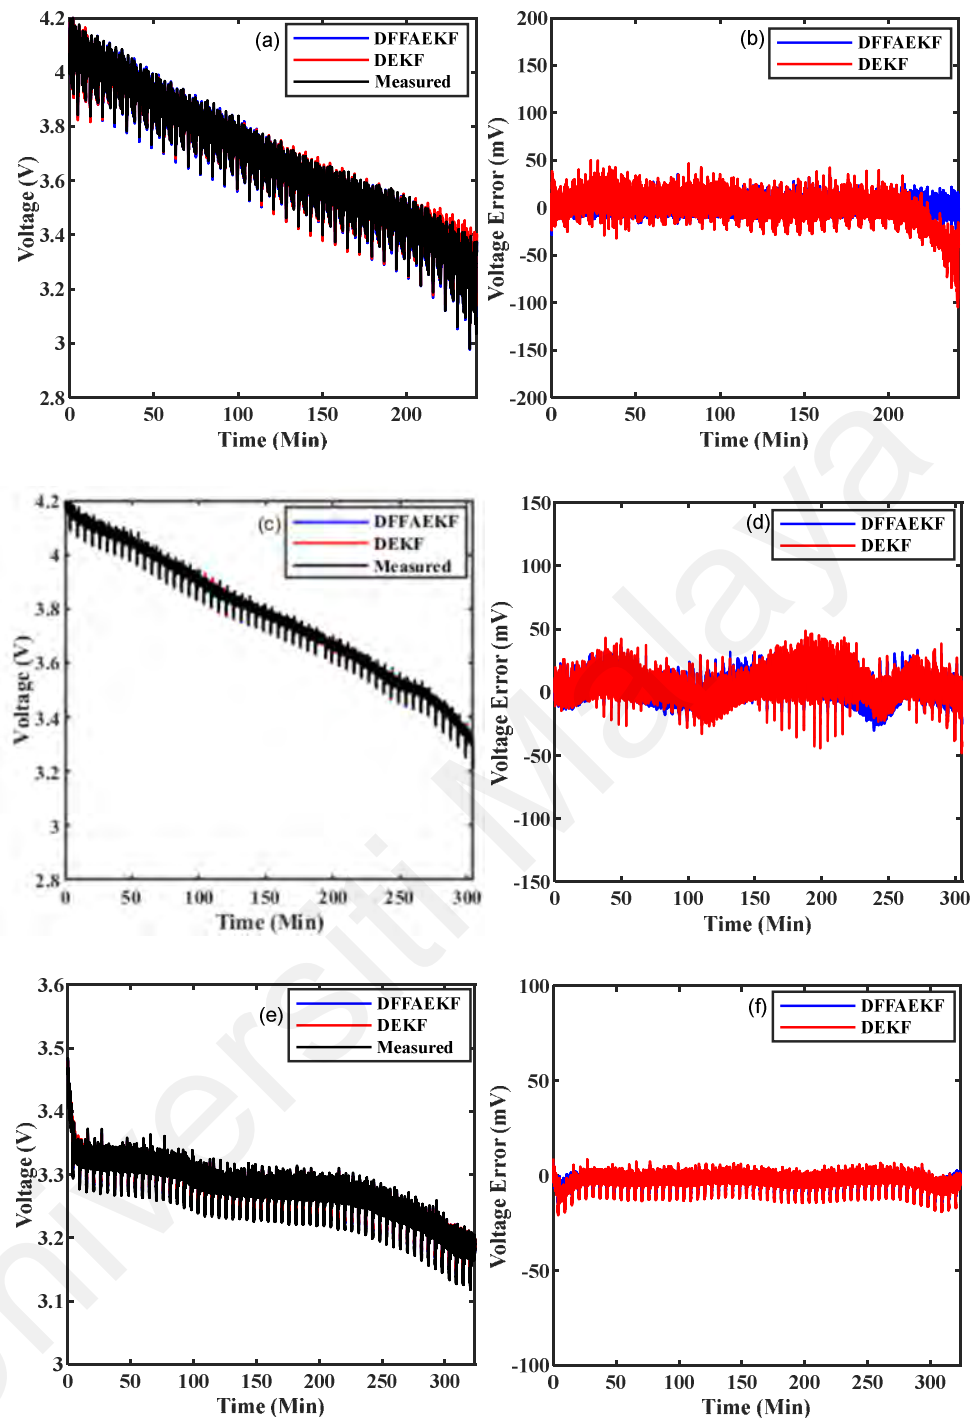 4.2
4
3.8
3.6
3.4
3.2
3
2.8
0 50 100 150 200
Voltage (V)
Time (Min)
(a)
DFFAEKF
DEKF
Measured
200
150
100
50
0
-50
-100
-150
-200
0 50 100 150 200
Voltage Error (mV)
Time (Min)
(b)
DFFAEKF
DEKF
4.2
4
3.8
3.6
3.4
3.2
3
2.8
0 50 100 150 200 250 300
Voltage (V)
Time (Min)
(c)
DFFAEKF
DEKF
Measured
150
100
50
0
-50
-100
-150
0 50 100 150 200 250 300
Voltage Error (mV)
Time (Min)
(d)
DFFAEKF
DEKF
3.6
3.5
3.4
3.3
3.2
3.1
3
0 50 100 150 200 250 300
Voltage (V)
Time (Min)
(e)
DFFAEKF
DEKF
Measured
100
50
0
-50
-100
0 50 100 150 200 250 300
Voltage Error (mV)
Time (Min)
(f)
DFFAEKF
DEKF
niversiti Malaya